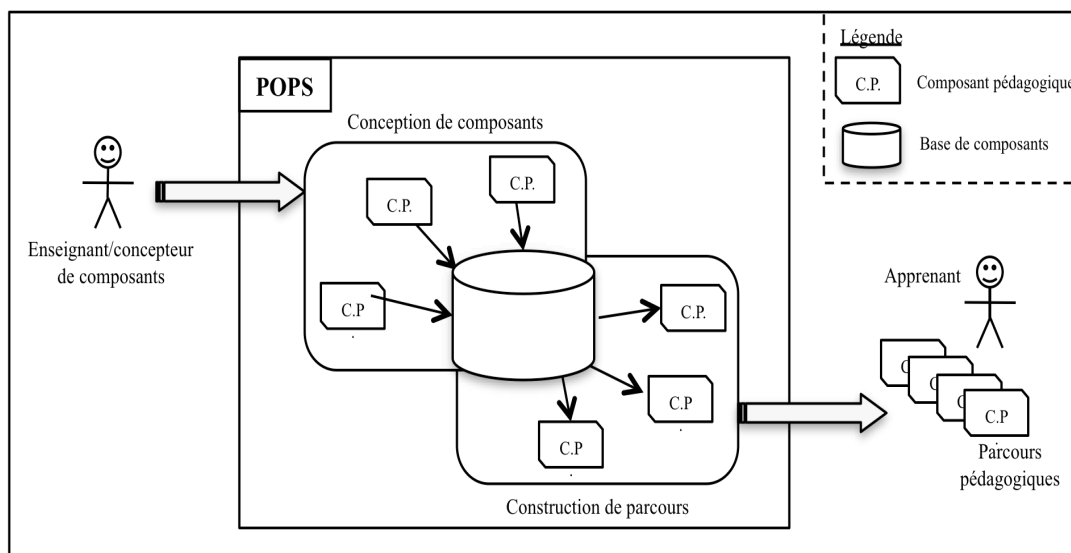 Légende
C.P.
Composant pédagogique
Base de composants
POPS
Conception de composants
C.P.
C.P.
C.P
.
Enseignant/concepteur
de composants
C.P.
C.P
.
C.P
.
Construction de parcours
Apprenant
C
C
C
C.P
Parcours
pédagogiques